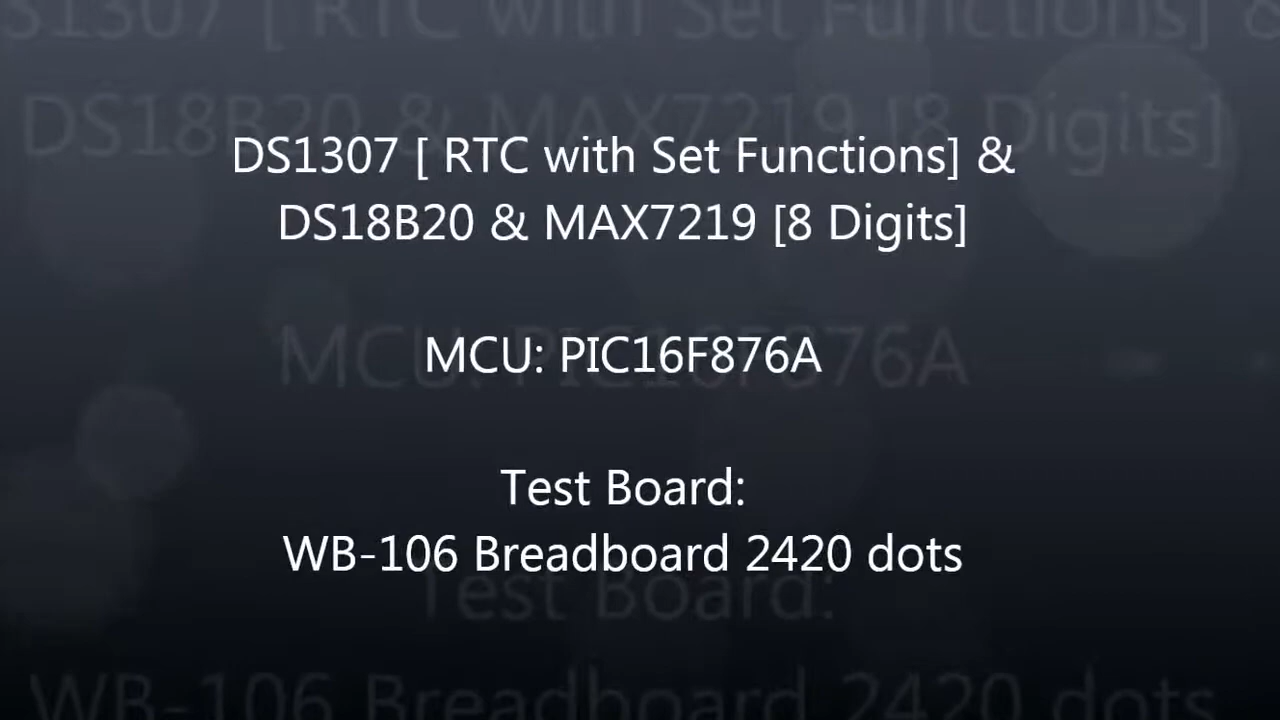 DS1307 [ RTC with Set Functions] &
DS18B20 & MAX7219 [8 Digits]
MCU: PIC16F876A
Test Board:
WB-106 Breadboard 2420 dots